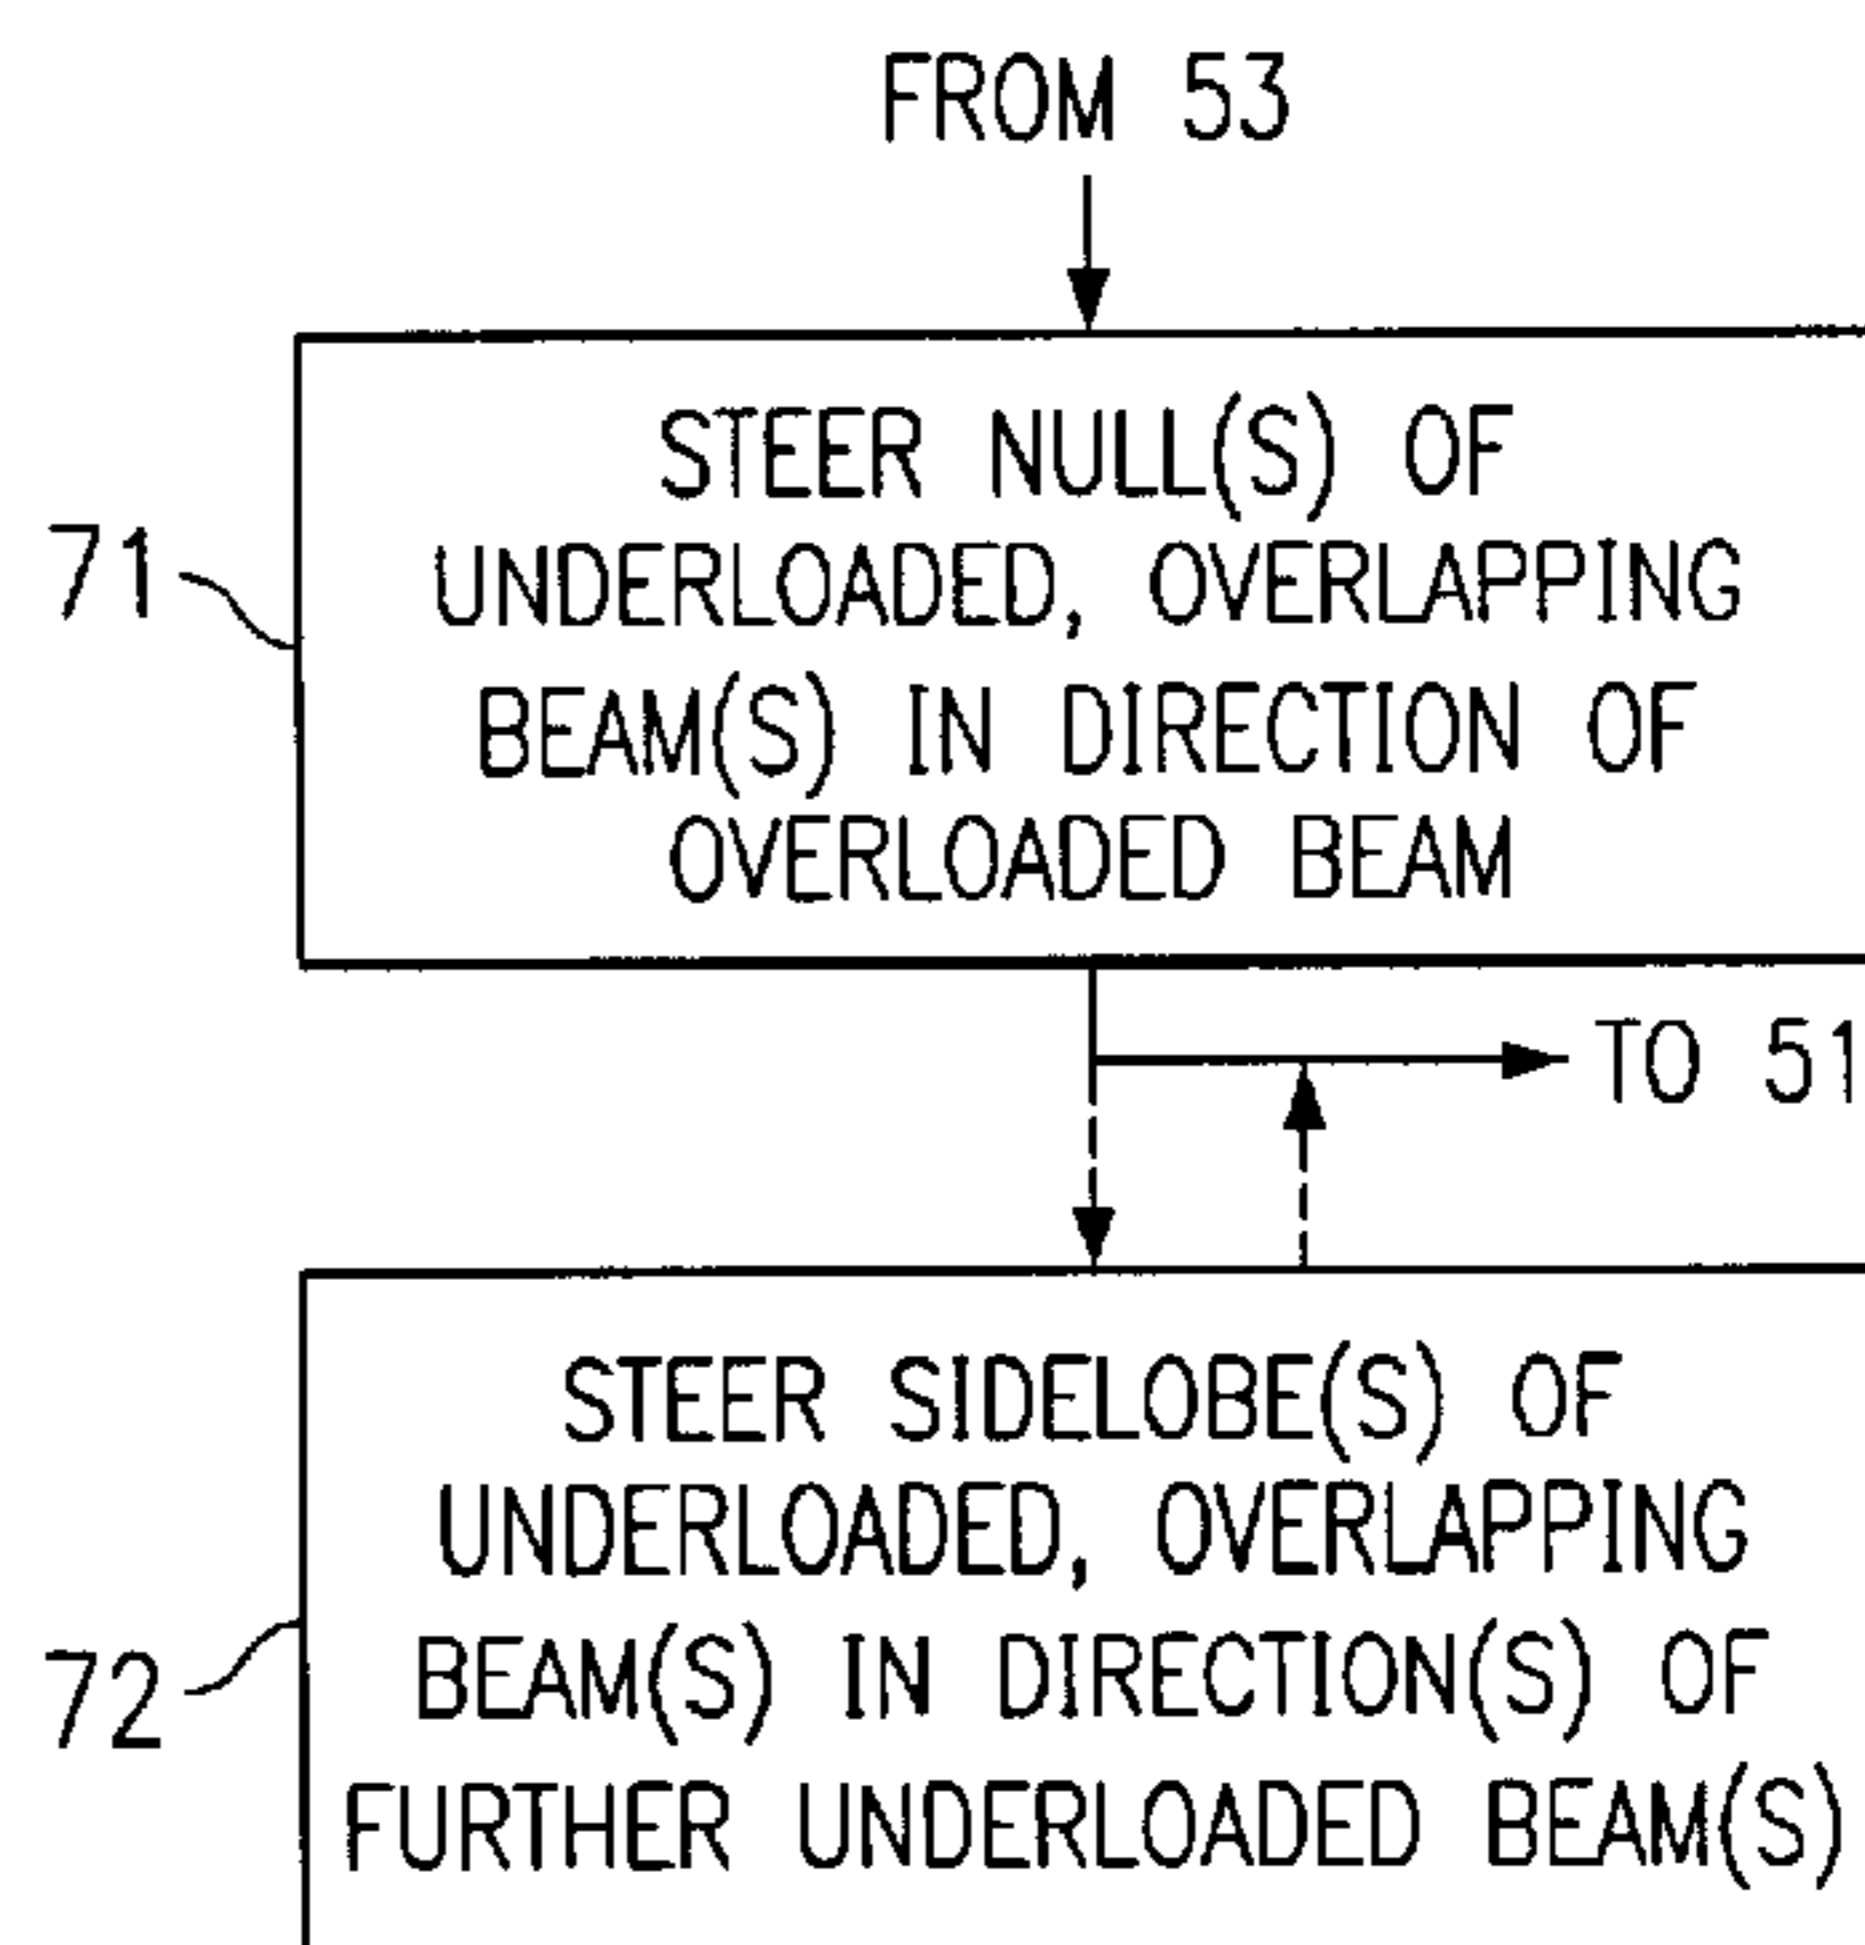 FROM 53
STEER NULL(S) OF
71
UNDERLOADED, OVERLAPPING
BEAM(S) IN DIRECTION OF
OVERLOADED BEAM
TO 51
STEER SIDELOBE(S) OF
UNDERLOADED, OVERLAPPING
72
BEAM(S) IN DIRECTION(S) OF
FURTHER UNDERLOADED BEAM(S)